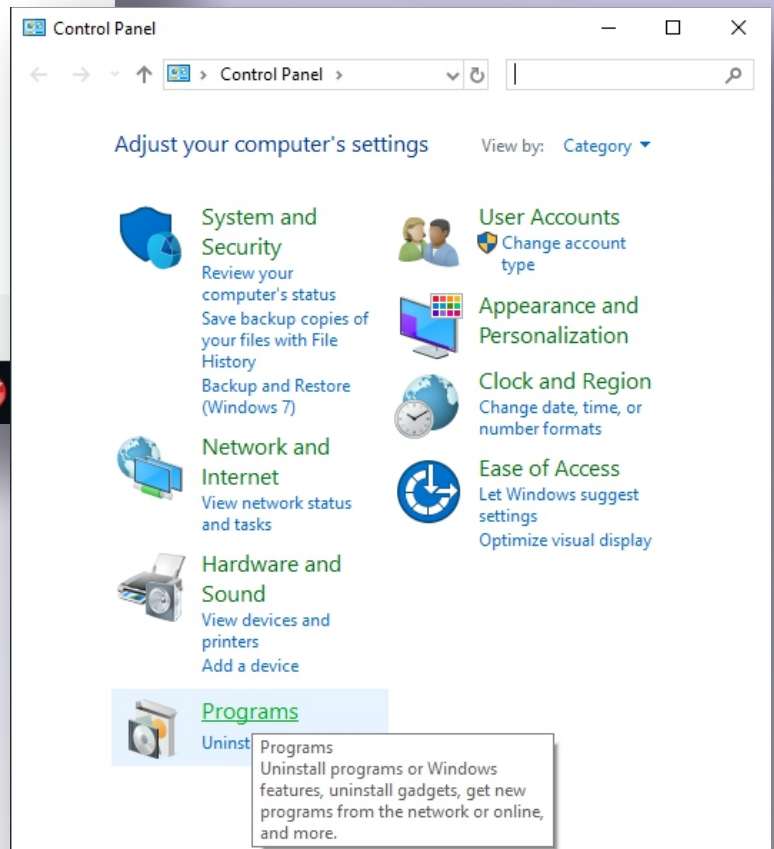 Control Panel
Control Panel
Adjust your computer's settings
View by: Category
System and
Security
Review your
computer's status
Save backup copies of
your files with File
History
Backup and Restore
(Windows 7)
Network and
Internet
View network status
and tasks
Hardware and
Sound
View devices and
printers
Add a device
Programs
Uninst
Programs
Uninstall programs or Windows
features, uninstall gadgets, get new
programs from the network or online,
and more.
User Accounts
Change account
type
Appearance and
Personalization
Clock and Region
Change date, time, or
number formats
Ease of Access
Let Windows suggest
settings
Optimize visual display